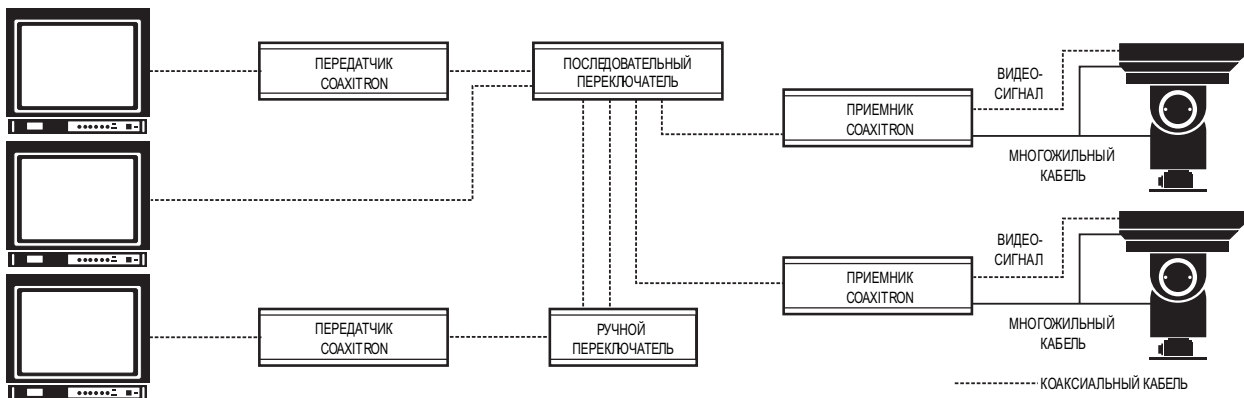 ПЕРЕДАТЧИК
COAXITRON
ПОСЛЕДОВАТЕЛЬНЫЙ
ПЕРЕКЛЮЧАТЕЛЬ
ПРИЕМНИК
COAXITRON
ВИДЕО-
СИГНАЛ
МНОГОЖИЛЬНЫЙ
КАБЕЛЬ
ПЕРЕДАТЧИК
COAXITRON
РУЧНОЙ
ПЕРЕКЛЮЧАТЕЛЬ
ПРИЕМНИК
COAXITRON
ВИДЕО-
СИГНАЛ
МНОГОЖИЛЬНЫЙ
КАБЕЛЬ
КОАКСИАЛЬНЫЙ КАБЕЛЬ